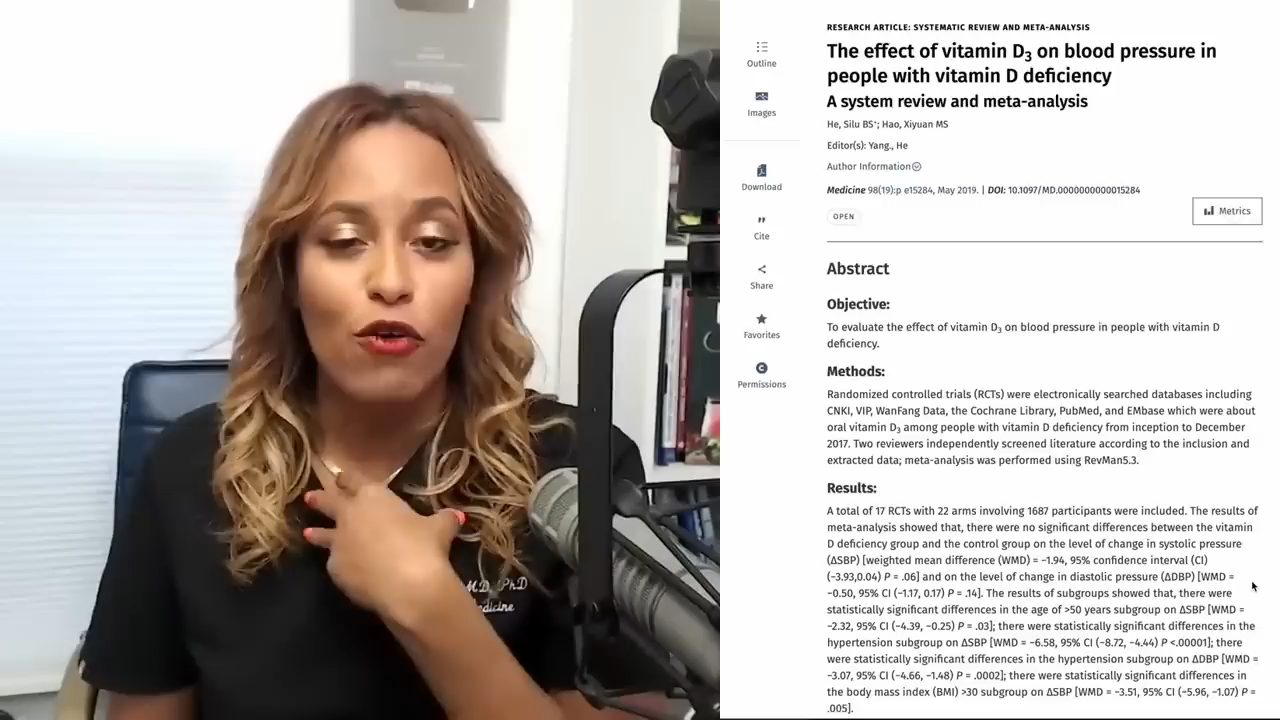 MD, PhD
Medicine
RESEARCH ARTICLE: SYSTEMATIC REVIEW AND META-ANALYSIS
The effect of vitamin D3 on blood pressure in
people with vitamin D deficiency
A system review and meta-analysis
He, Silu BS*; Hao, Xiyuan MS
Editor(s): Yang., He
Author Information
Medicine 98(19):p e15284, May 2019. | DOI: 10.1097/MD.0000000000015284
OPEN
Metrics
Outline
Images
Download
Cite
Share
Favorites
Permissions
Abstract
Objective:
To evaluate the effect of vitamin D3 on blood pressure in people with vitamin D
deficiency.
Methods:
Randomized controlled trials (RCTs) were electronically searched databases including
CNKI, VIP, WanFang Data, the Cochrane Library, PubMed, and EMbase which were about
oral vitamin D3 among people with vitamin D deficiency from inception to December
2017. Two reviewers independently screened literature according to the inclusion and
extracted data; meta-analysis was performed using RevMan5.3.
Results:
A total of 17 RCTs with 22 arms involving 1687 participants were included. The results of
meta-analysis showed that, there were no significant differences between the vitamin
D deficiency group and the control group on the level of change in systolic pressure
(ΔSBP) [weighted mean difference (WMD) = −1.94, 95% confidence interval (CI)
(−3.93,0.04) P = .06] and on the level of change in diastolic pressure (ΔDBP) [WMD =
−0.50, 95% CI (−1.17, 0.17) P = .14]. The results of subgroups showed that, there were
statistically significant differences in the age of >50 years subgroup on ΔSBP [WMD =
−2.32, 95% CI (−4.39, −0.25) P = .03]; there were statistically significant differences in the
hypertension subgroup on ΔSBP [WMD = −6.58, 95% CI (−8.72, −4.44) P <.00001]; there
were statistically significant differences in the hypertension subgroup on ΔDBP [WMD =
−3.07, 95% CI (−4.66, −1.48) P = .0002]; there were statistically significant differences in
the body mass index (BMI) >30 subgroup on ΔSBP [WMD = −3.51, 95% CI (−5.96, −1.07) P =
.005].